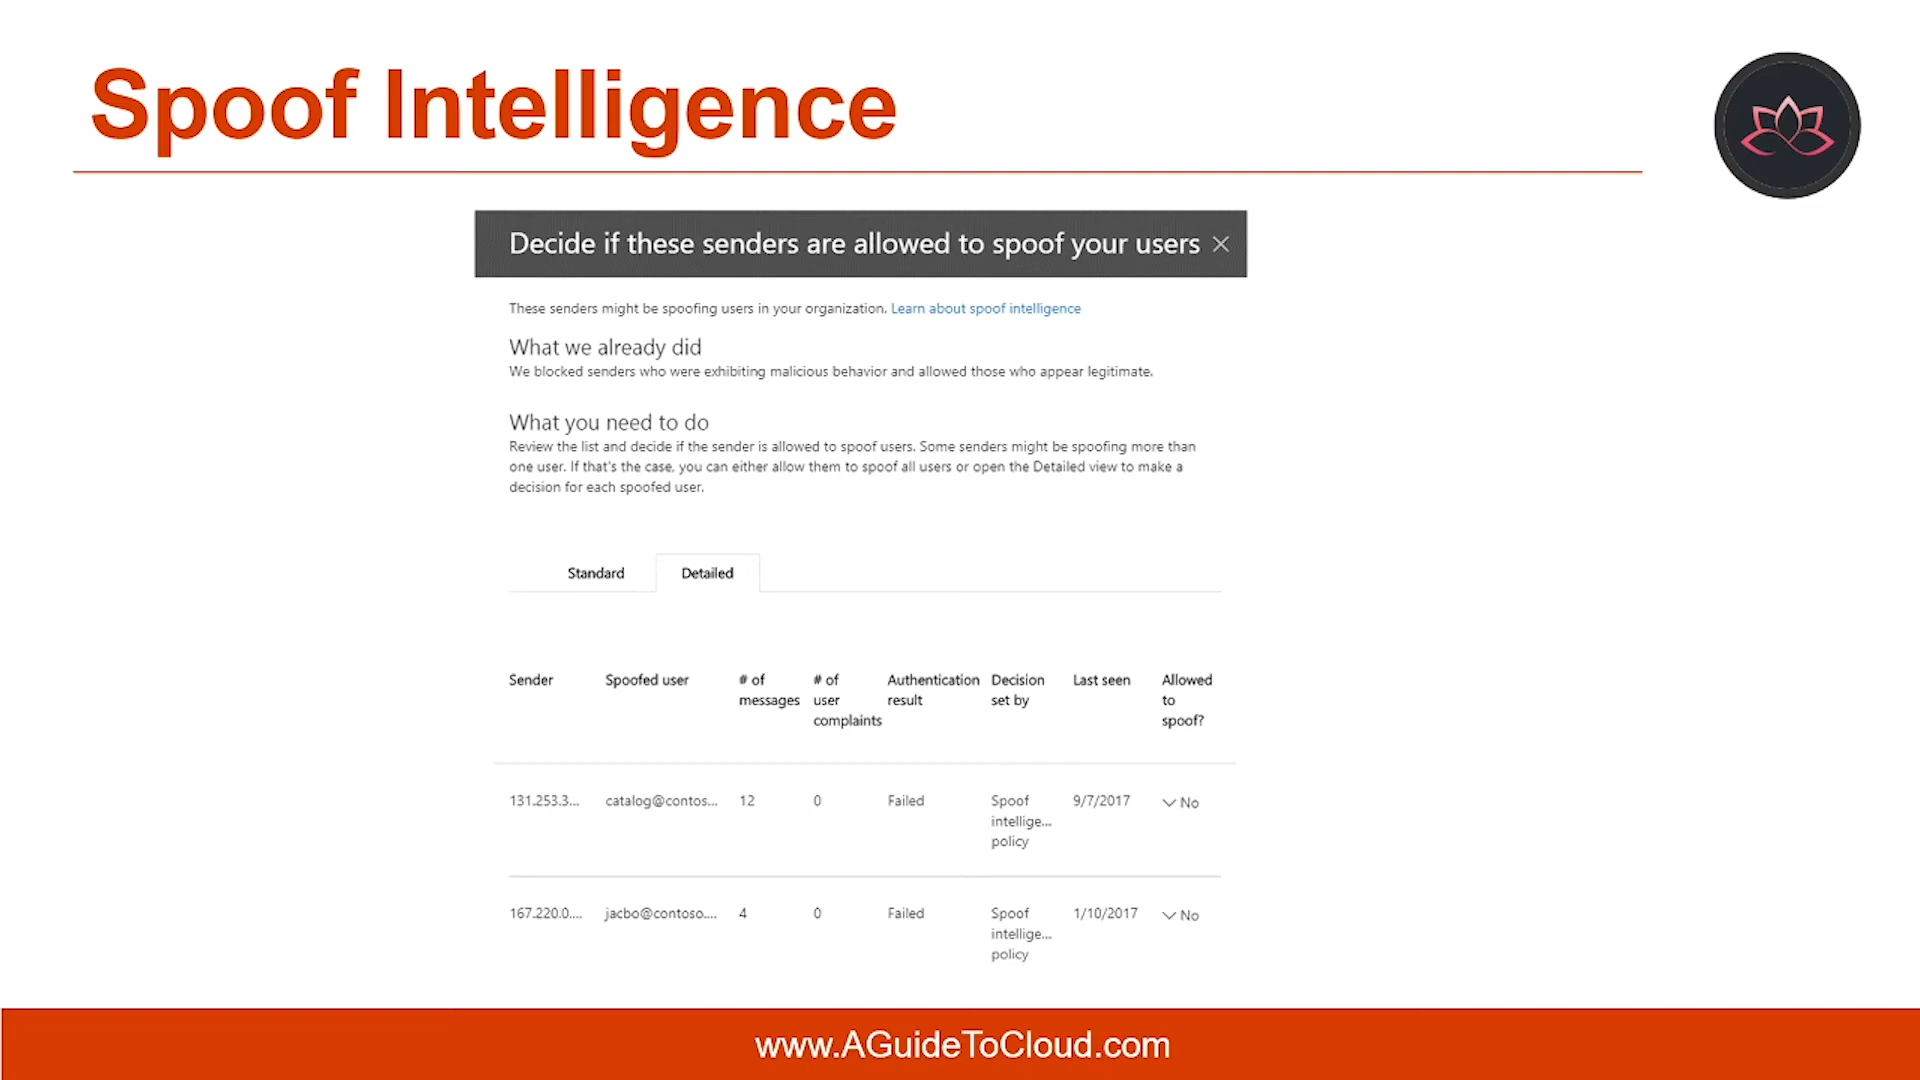 Spoof Intelligence
Decide if these senders are allowed to spoof your users
These senders might be spoofing users in your organization. Learn about spoof intelligence
What we already did
We blocked senders who were exhibiting malicious behavior and allowed those who appear legitimate.
What you need to do
Review the list and decide if the sender is allowed to spoof users. Some senders might be spoofing more than
one user. If that's the case, you can either allow them to spoof all users or open the Detailed view to make a
decision for each spoofed user.
Standard Detailed
Sender Spoofed user # of Authentication Decision Last seen Allowed
messages # of user complaints result set by to spoof?
131.253.3... catalog@contos... 12 0 Failed Spoof 9/7/2017 No
intellige...
policy
167.220.0.... jacbo@contoso.... 4 0 Failed Spoof 1/10/2017 No
intellige...
policy
www.AGuideToCloud.com